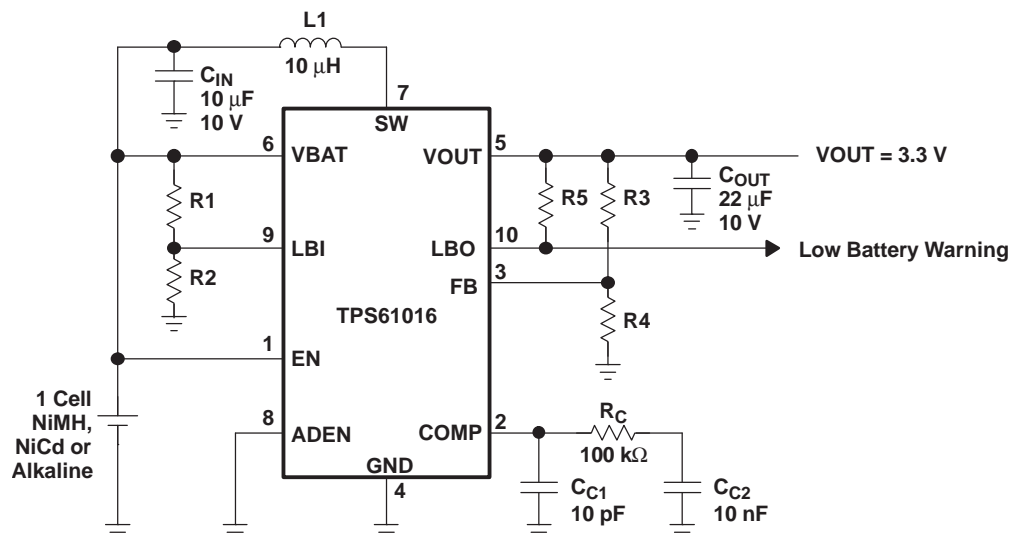 L1
10 μH
C_IN
10 μF
10 V
7
SW
6
VBAT
VOUT
5
VOUT = 3.3 V
C_OUT
22 μF
10 V
R1
R5
R3
9
LBI
LBO
10
Low Battery Warning
R2
FB
3
TPS61016
R4
1
EN
1 Cell
NiMH,
NiCd or
Alkaline
8
ADEN
COMP
2
R_C
100 kΩ
GND
4
C_C1
10 pF
C_C2
10 nF